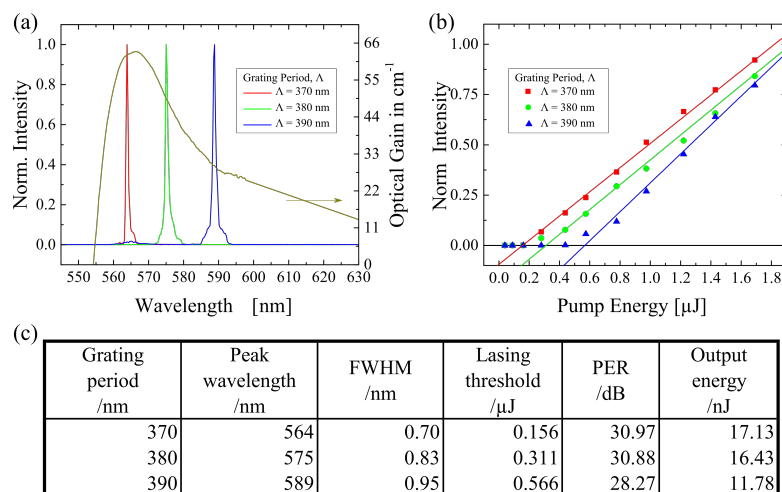 (a)
Norm. Intensity
1.0
0.8
0.6
0.4
0.2
0.0
Grating Period, Λ
Λ = 370 nm
Λ = 380 nm
Λ = 390 nm
66
55
44
33
22
11
0
Optical Gain in cm⁻¹
550 560 570 580 590 600 610 620 630
Wavelength [nm]
(b)
Norm Intensity
1.00
0.75
0.50
0.25
0.00
Grating Period, Λ
Λ = 370 nm
Λ = 380 nm
Λ = 390 nm
0.0 0.2 0.4 0.6 0.8 1.0 1.2 1.4 1.6 1.8
Pump Energy [µJ]
(c)
Grating period /nm
Peak wavelength /nm
FWHM /nm
Lasing threshold /µJ
PER /dB
Output energy /nJ
370 564 0.70 0.156 30.97 17.13
380 575 0.83 0.311 30.88 16.43
390 589 0.95 0.566 28.27 11.78